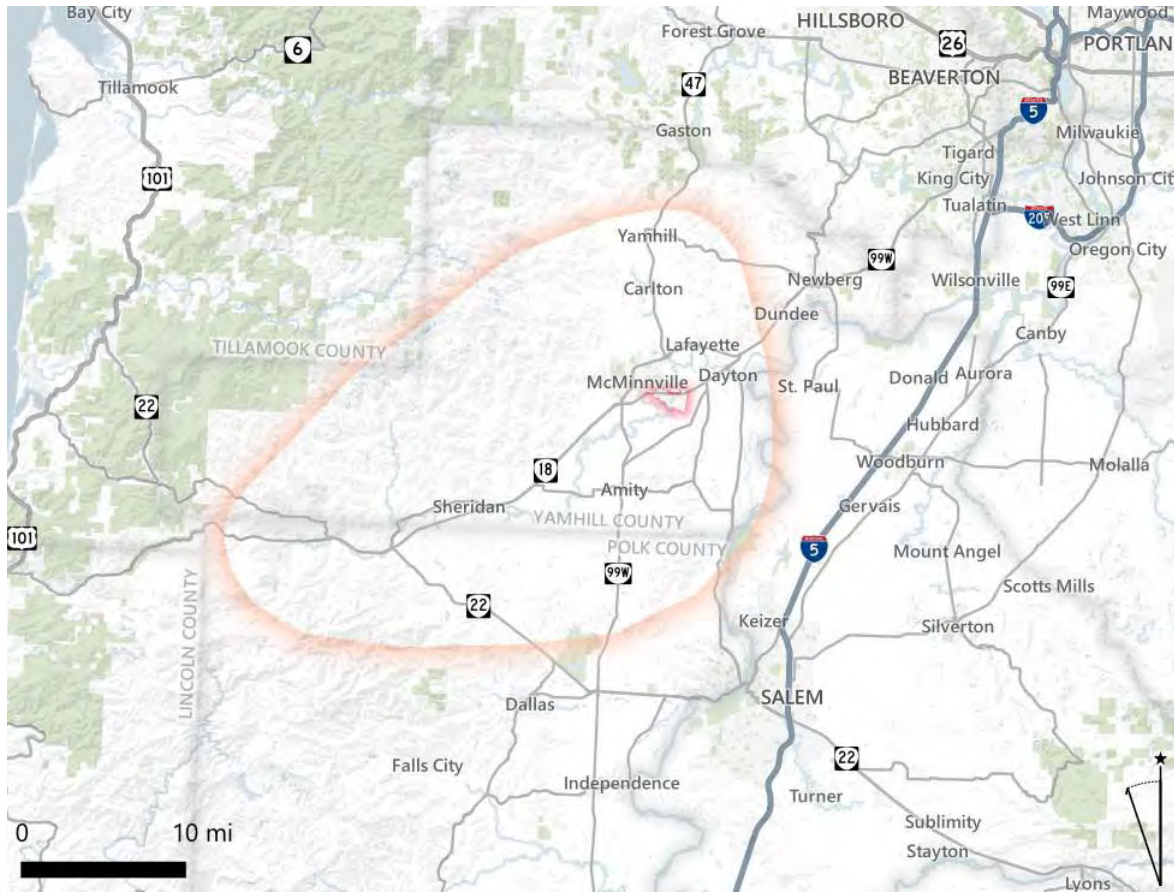 Bay City
HILLSBORO
Maywood
Forest Grove
6
26
PORTLAN
BEAVERTON
Tillamook
47
5
Gaston
Milwaukie
Tigard
101
King City
Johnson Cit
Tualatin
205
West Linn
Yamhill
Oregon City
99W
Newberg
Wilsonville
Carlton
99E
Dundee
Canby
TILLAMOOK COUNTY
Lafayette
McMinnville
Dayton
St. Paul
Donald
Aurora
22
Hubbard
18
Woodburn
Molalla
Amity
Sheridan
Gervais
YAMHILL COUNTY
101
POLK COUNTY
5
Mount Angel
99W
Scotts Mills
22
LINCOLN COUNTY
Keizer
Silverton
Dallas
SALEM
22
Falls City
Independence
Turner
0
10 mi
Sublimity
Stayton
Lyons